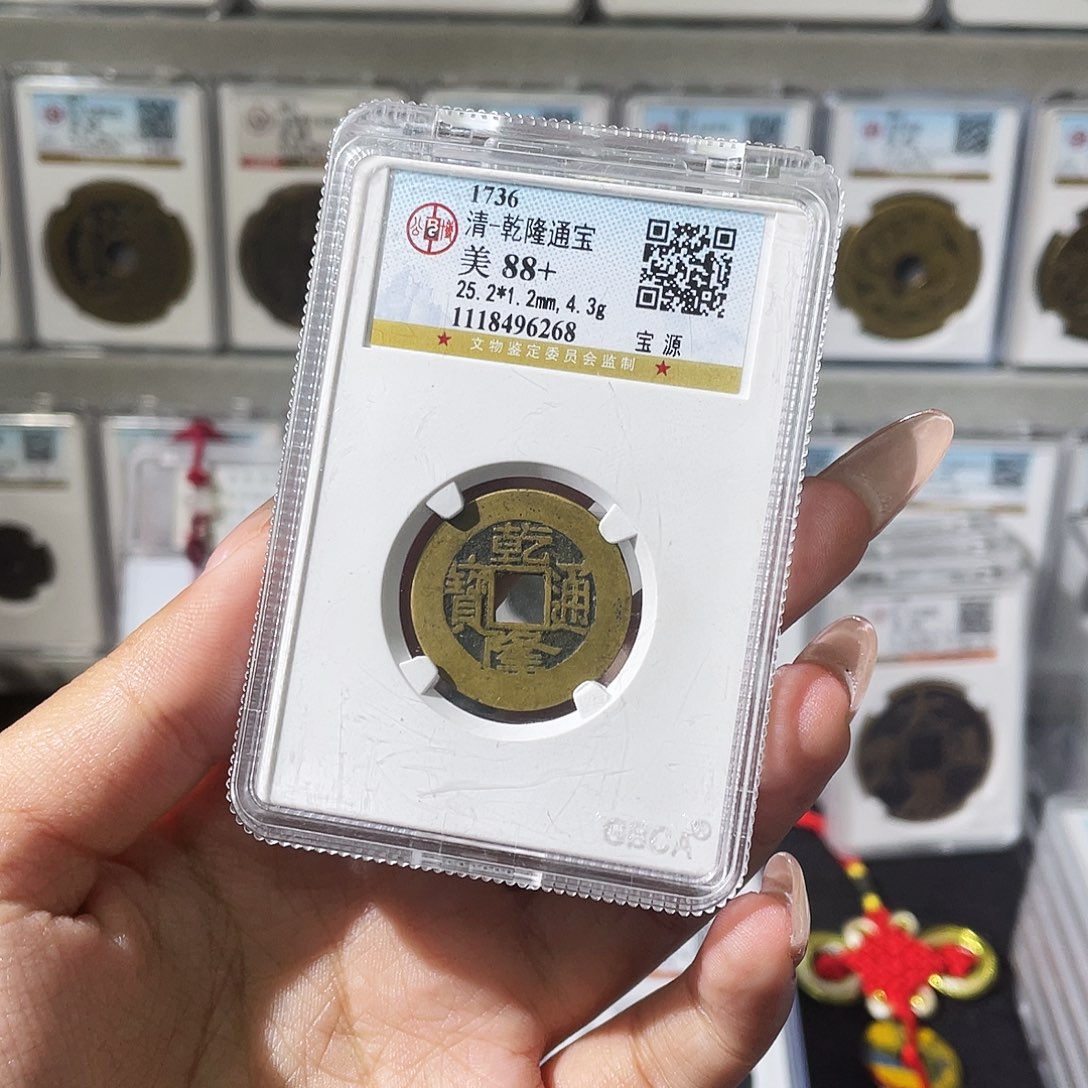 1736
清-乾隆通宝
美 88+
25.2*1.2mm, 4.3g
1118496268
宝 源
★ 文物鉴定委员会监制 ★
乾隆通寶
GBCA